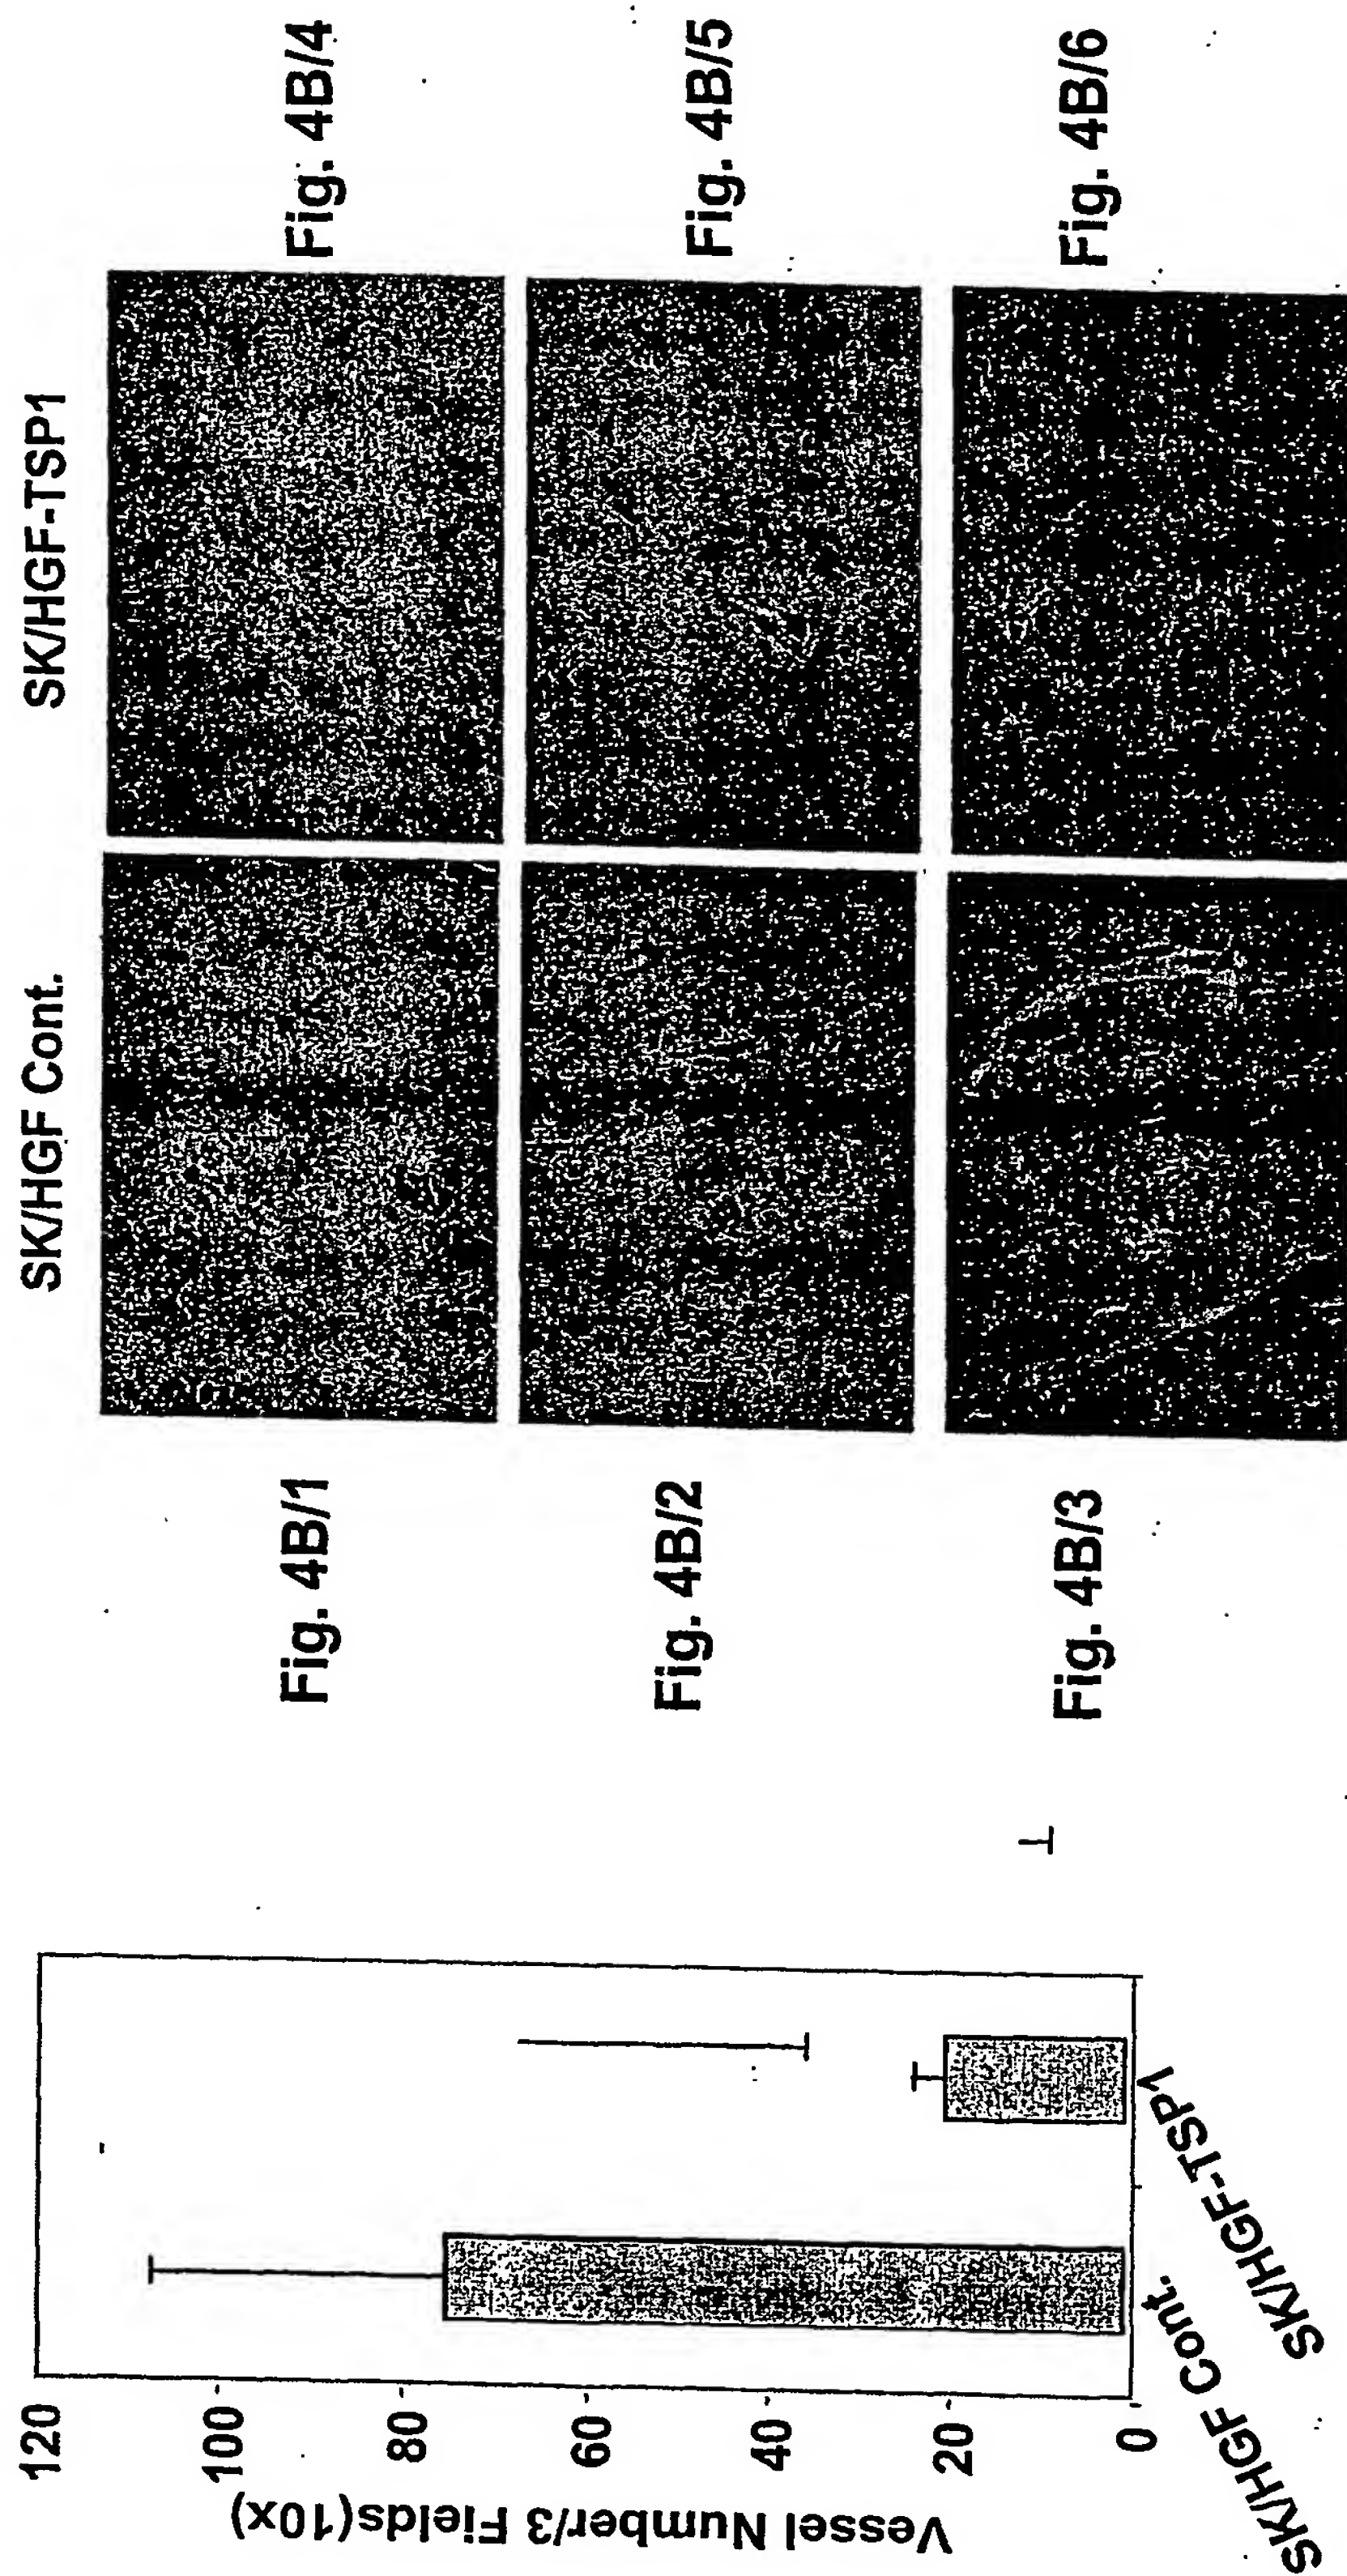 120
100
80
60
40
20
0
Vessel Number/3 Fields(10x)
SK/HGF Cont.
SK/HGF-TSP1
SK/HGF Cont.
SK/HGF-TSP1
Fig. 4B/1
Fig. 4B/4
Fig. 4B/2
Fig. 4B/5
Fig. 4B/3
Fig. 4B/6